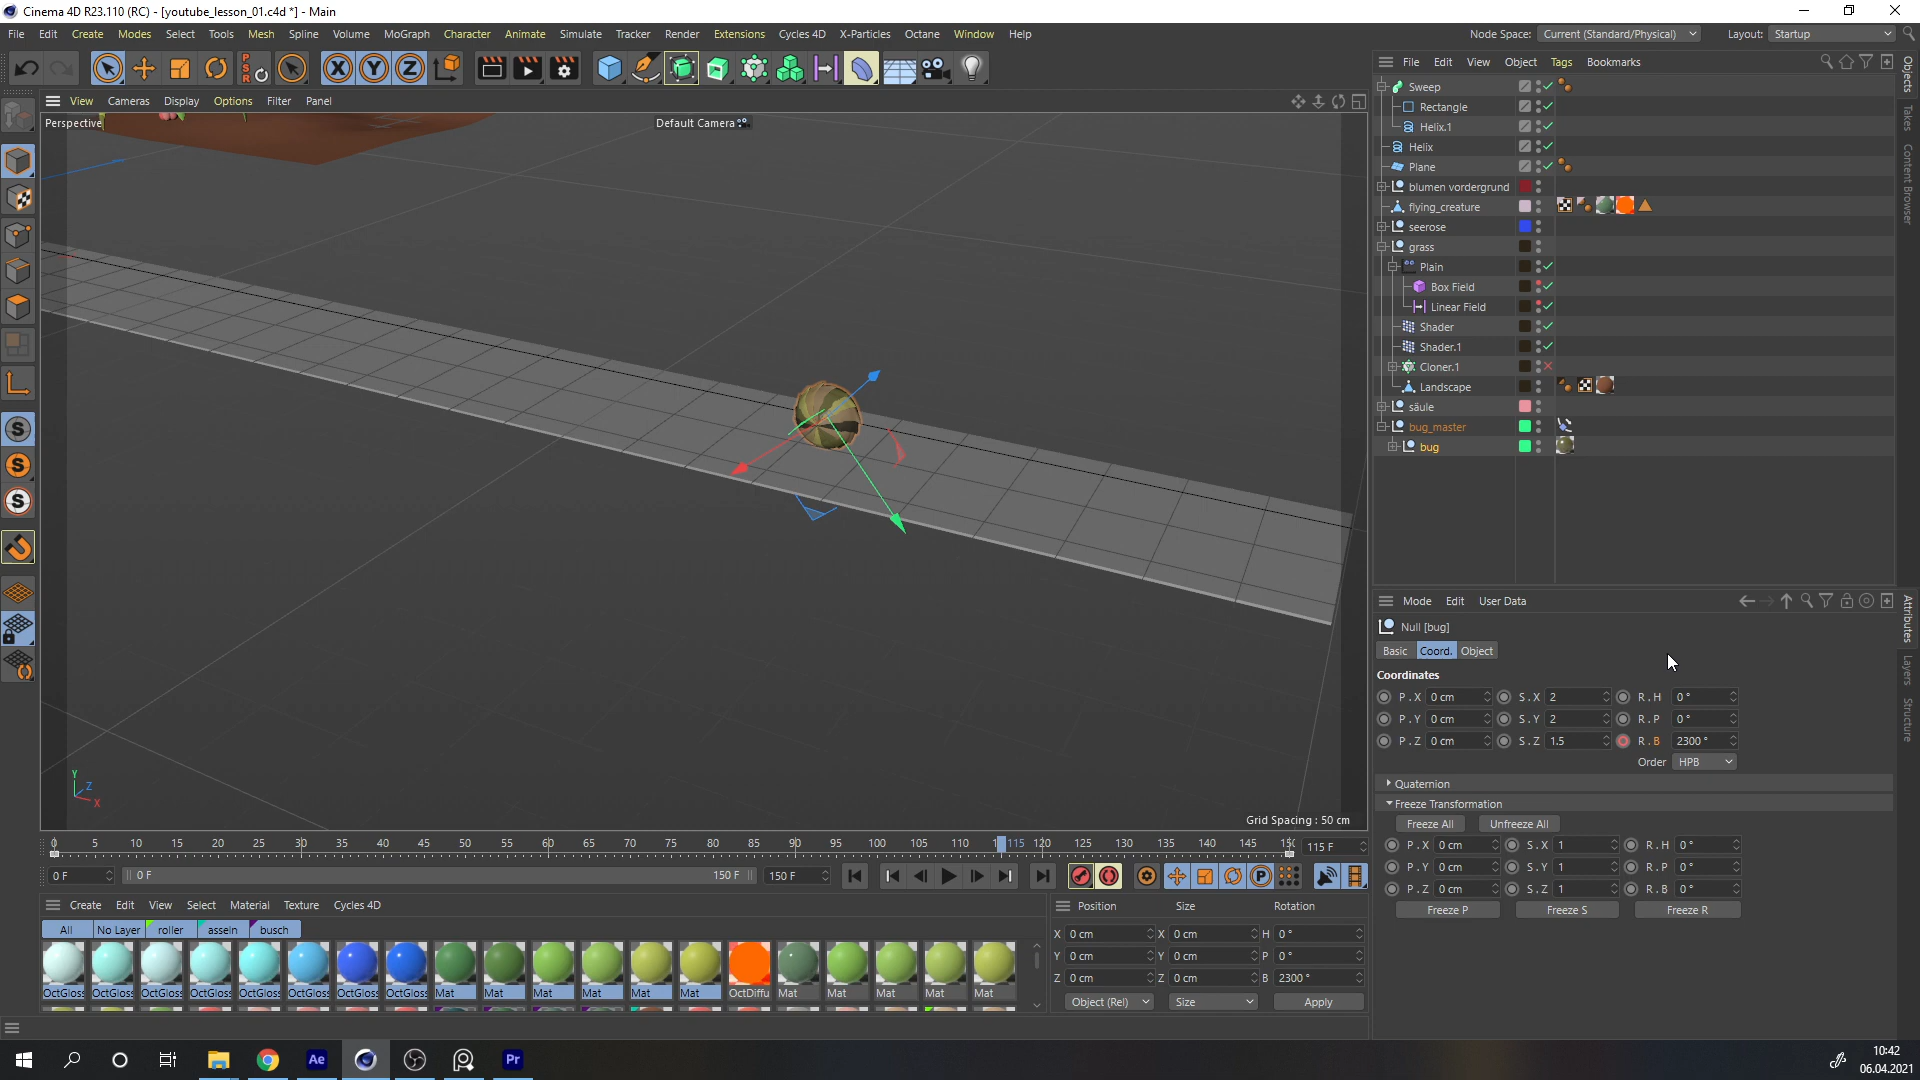 Cinema 4D R23.110 (RC) - [youtube_lesson_01.c4d *] - Main
File Edit Create Modes Select Tools Mesh Spline Volume MoGraph Character Animate Simulate Tracker Render Extensions Cycles 4D X-Particles Octane Window Help Node Space: Current (Standard/Physical) Layout: Startup
File Edit View Object Tags Bookmarks
View Cameras Display Options Filter Panel
Perspective
Default Camera
Sweep
Rectangle
Helix.1
Helix
Plane
blumen vordergrund
flying_creature
seerose
grass
Plain
Box Field
Linear Field
Shader
Shader.1
Cloner.1
Landscape
säule
bug_master
bug
Objects
Takes
Content Browser
Attributes
Layers
Structure
Mode Edit User Data
Null [bug]
Basic Coord. Object
Coordinates
P . X 0 cm S . X 2 R . H 0 °
P . Y 0 cm S . Y 2 R . P 0 °
P . Z 0 cm S . Z 1.5 R . B 2300 °
Order HPB
Quaternion
Freeze Transformation
Freeze All Unfreeze All
P . X 0 cm S . X 1 R . H 0 °
P . Y 0 cm S . Y 1 R . P 0 °
P . Z 0 cm S . Z 1 R . B 0 °
Freeze P Freeze S Freeze R
Y
Z
X
Grid Spacing : 50 cm
0 5 10 15 20 25 30 35 40 45 50 55 60 65 70 75 80 85 90 95 100 105 110 115 120 125 130 135 140 145 150 115 F
0 F 0 F 150 F 150 F
Create Edit View Select Material Texture Cycles 4D
All No Layer roller asseln busch
OctGloss OctGloss OctGloss OctGloss OctGloss OctGloss OctGloss OctGloss Mat Mat Mat Mat Mat Mat OctDiffu Mat Mat Mat Mat Mat
Position Size Rotation
X 0 cm X 0 cm H 0 °
Y 0 cm Y 0 cm P 0 °
Z 0 cm Z 0 cm B 2300 °
Object (Rel) Size Apply
Ae Pr
10:42
06.04.2021